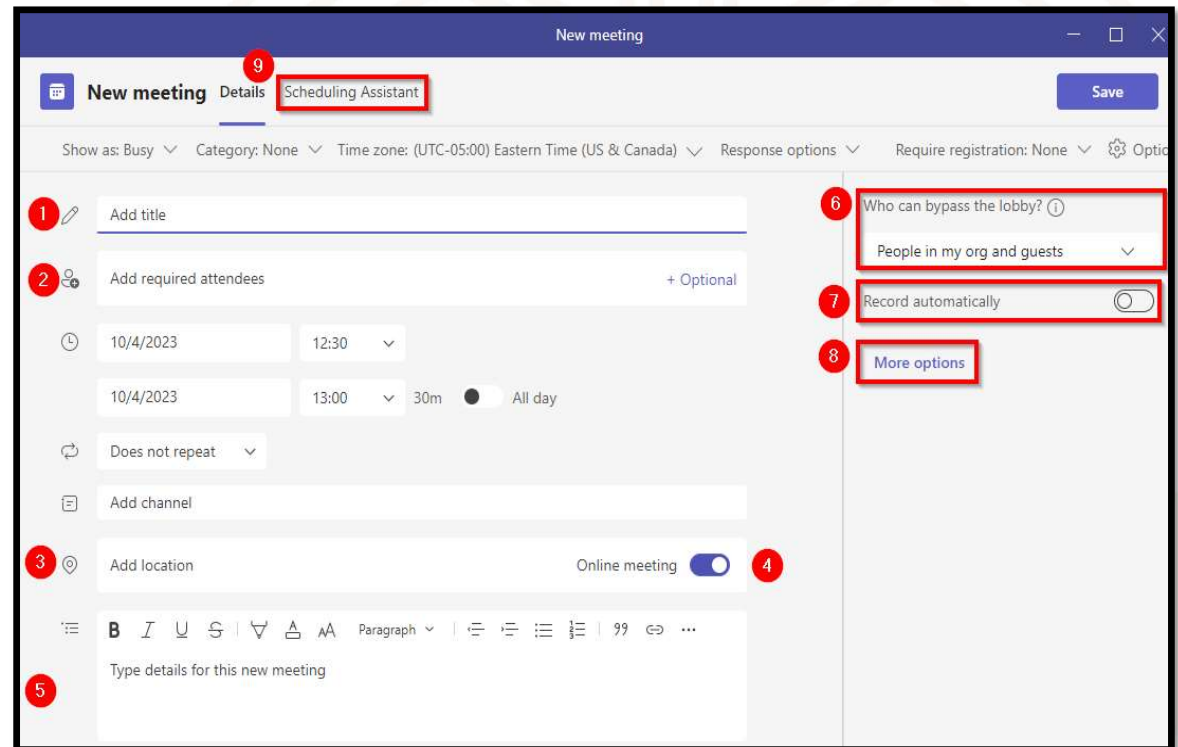 New meeting
9
New meeting Details Scheduling Assistant Save
Show as: Busy Category: None Time zone: (UTC-05:00) Eastern Time (US & Canada) Response options Require registration: None Optic
1 Add title
6 Who can bypass the lobby?
People in my org and guests
2 Add required attendees + Optional
7 Record automatically
10/4/2023 12:30
8 More options
10/4/2023 13:00 30m All day
Does not repeat
Add channel
3 Add location Online meeting 4
B I U S A AA Paragraph 99 ...
Type details for this new meeting
5